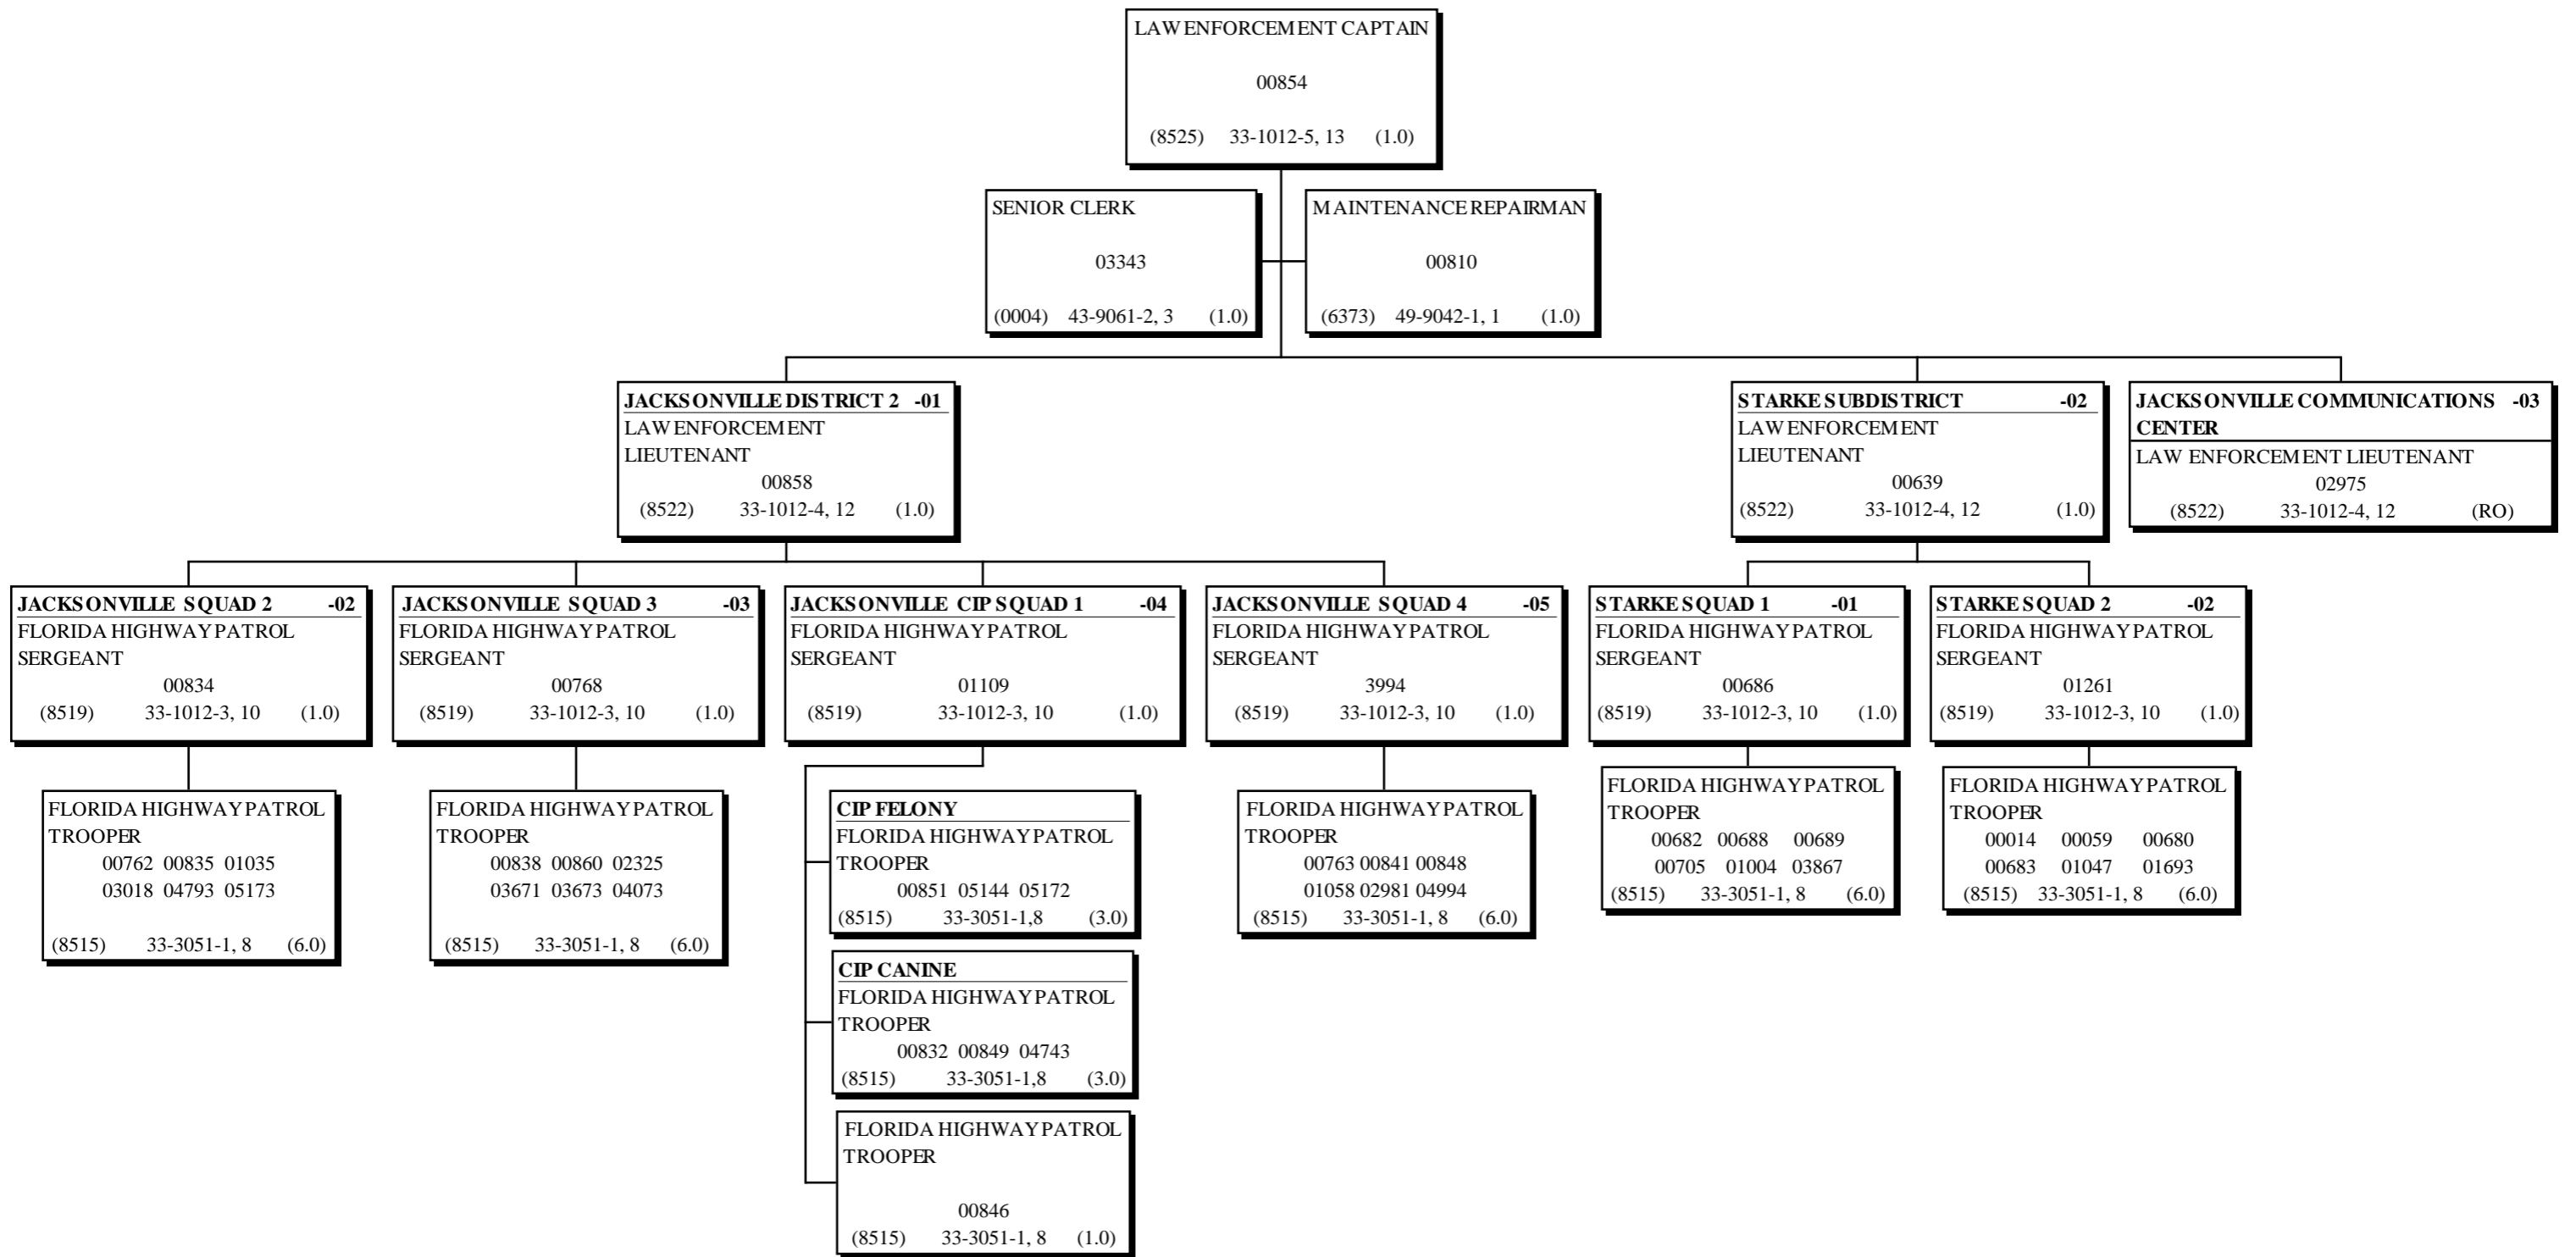 LAW ENFORCEMENT CAPTAIN
00854
(8525) 33-1012-5, 13 (1.0)
SENIOR CLERK
03343
(0004) 43-9061-2, 3 (1.0)
MAINTENANCE REPAIRMAN
00810
(6373) 49-9042-1, 1 (1.0)
JACKSONVILLE DISTRICT 2 -01
LAW ENFORCEMENT
LIEUTENANT
00858
(8522) 33-1012-4, 12 (1.0)
STARKE SUBDISTRICT -02
LAW ENFORCEMENT
LIEUTENANT
00639
(8522) 33-1012-4, 12 (1.0)
JACKSONVILLE COMMUNICATIONS -03
CENTER
LAW ENFORCEMENT LIEUTENANT
02975
(8522) 33-1012-4, 12 (RO)
JACKSONVILLE SQUAD 2 -02
FLORIDA HIGHWAY PATROL
SERGEANT
00834
(8519) 33-1012-3, 10 (1.0)
JACKSONVILLE SQUAD 3 -03
FLORIDA HIGHWAY PATROL
SERGEANT
00768
(8519) 33-1012-3, 10 (1.0)
JACKSONVILLE CIP SQUAD 1 -04
FLORIDA HIGHWAY PATROL
SERGEANT
01109
(8519) 33-1012-3, 10 (1.0)
JACKSONVILLE SQUAD 4 -05
FLORIDA HIGHWAY PATROL
SERGEANT
3994
(8519) 33-1012-3, 10 (1.0)
STARKE SQUAD 1 -01
FLORIDA HIGHWAY PATROL
SERGEANT
00686
(8519) 33-1012-3, 10 (1.0)
STARKE SQUAD 2 -02
FLORIDA HIGHWAY PATROL
SERGEANT
01261
(8519) 33-1012-3, 10 (1.0)
FLORIDA HIGHWAY PATROL
TROOPER
00762 00835 01035
03018 04793 05173
(8515) 33-3051-1, 8 (6.0)
FLORIDA HIGHWAY PATROL
TROOPER
00838 00860 02325
03671 03673 04073
(8515) 33-3051-1, 8 (6.0)
CIP FELONY
FLORIDA HIGHWAY PATROL
TROOPER
00851 05144 05172
(8515) 33-3051-1,8 (3.0)
CIP CANINE
FLORIDA HIGHWAY PATROL
TROOPER
00832 00849 04743
(8515) 33-3051-1,8 (3.0)
FLORIDA HIGHWAY PATROL
TROOPER
00846
(8515) 33-3051-1, 8 (1.0)
FLORIDA HIGHWAY PATROL
TROOPER
00763 00841 00848
01058 02981 04994
(8515) 33-3051-1, 8 (6.0)
FLORIDA HIGHWAY PATROL
TROOPER
00682 00688 00689
00705 01004 03867
(8515) 33-3051-1, 8 (6.0)
FLORIDA HIGHWAY PATROL
TROOPER
00014 00059 00680
00683 01047 01693
(8515) 33-3051-1, 8 (6.0)